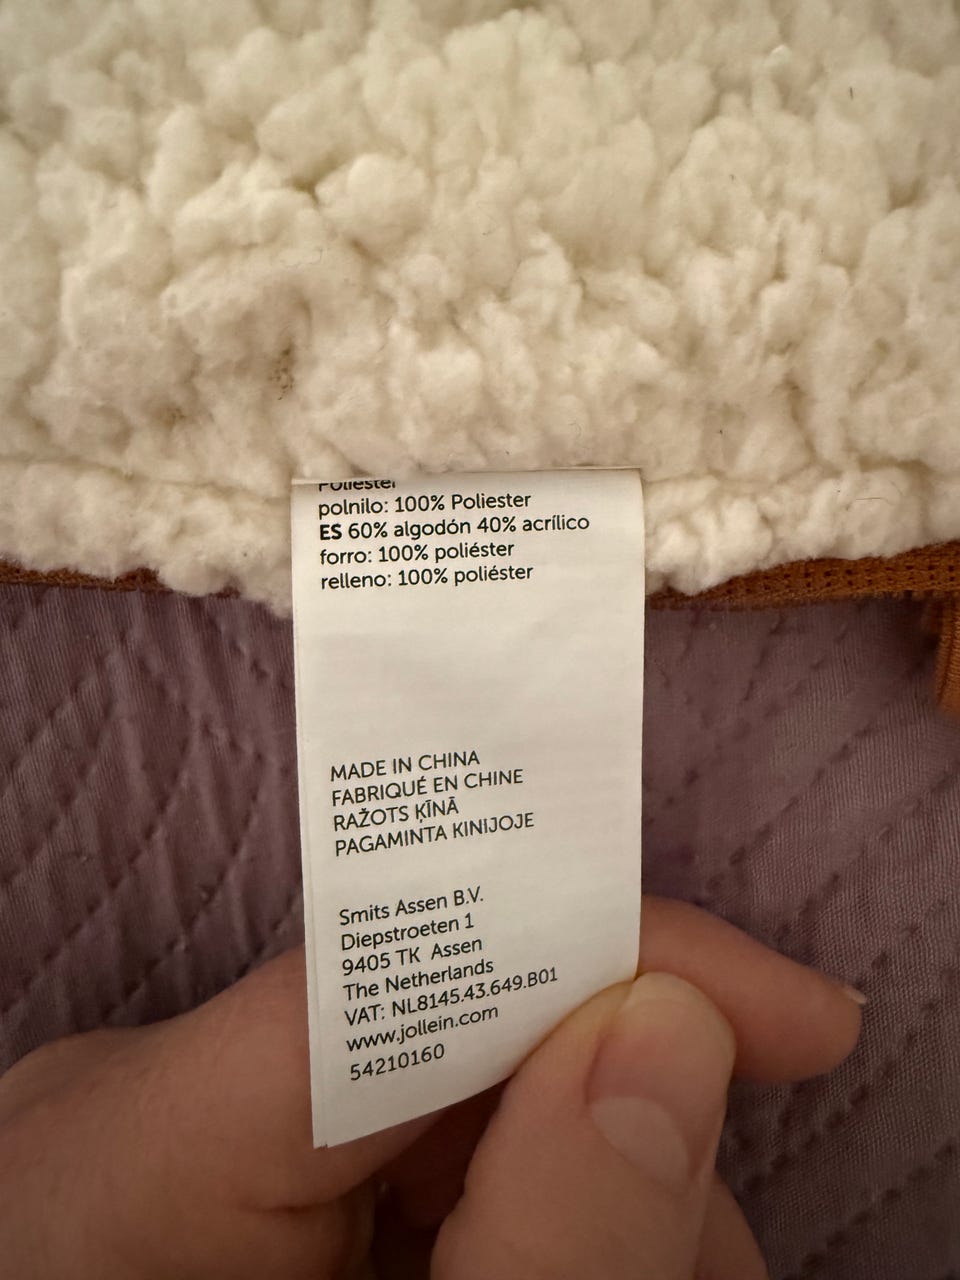 Poliester
polnilo: 100% Poliester
ES 60% algodón 40% acrílico
forro: 100% poliéster
relleno: 100% poliéster
MADE IN CHINA
FABRIQUÉ EN CHINE
RAŽOTS ĶĪNĀ
PAGAMINTA KINIJOJE
Smits Assen B.V.
Diepstroeten 1
9405 TK Assen
The Netherlands
VAT: NL8145.43.649.B01
www.jollein.com
54210160